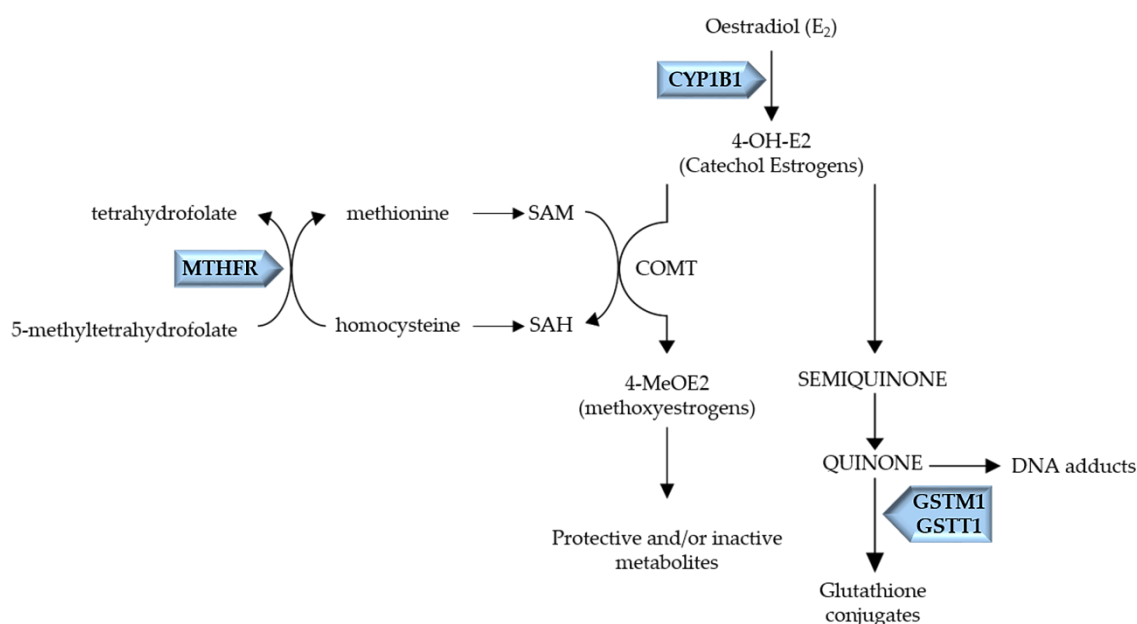 Oestradiol (E₂)
CYP1B1
4-OH-E2
(Catechol Estrogens)
tetrahydrofolate
methionine
SAM
MTHFR
COMT
5-methyltetrahydrofolate
homocysteine
SAH
4-MeOE2
(methoxyestrogens)
SEMIQUINONE
QUINONE
DNA adducts
GSTM1
GSTT1
Protective and/or inactive
metabolites
Glutathione
conjugates